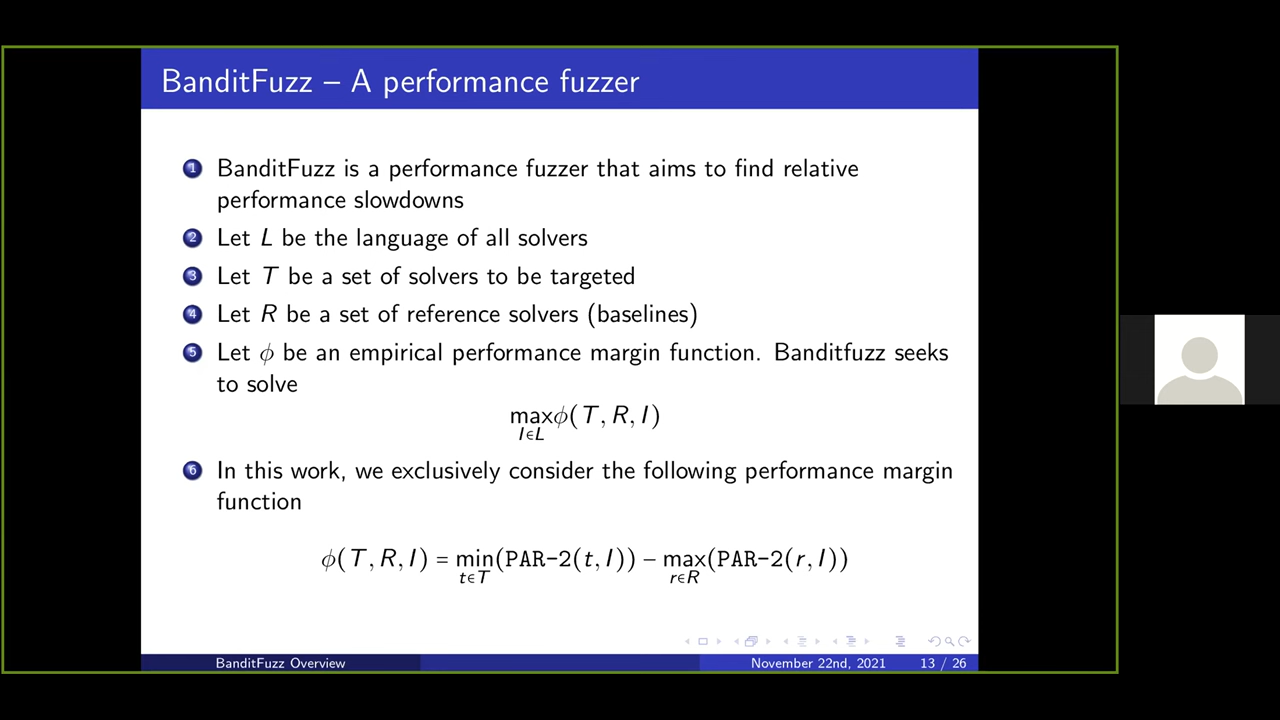 BanditFuzz – A performance fuzzer
1 BanditFuzz is a performance fuzzer that aims to find relative
performance slowdowns
2 Let L be the language of all solvers
3 Let T be a set of solvers to be targeted
4 Let R be a set of reference solvers (baselines)
5 Let ϕ be an empirical performance margin function. Banditfuzz seeks
to solve
max ϕ(T, R, I)
I∈L
6 In this work, we exclusively consider the following performance margin
function
ϕ(T, R, I) = min(PAR-2(t, I)) − max(PAR-2(r, I))
t∈T r∈R
BanditFuzz Overview November 22nd, 2021 13 / 26